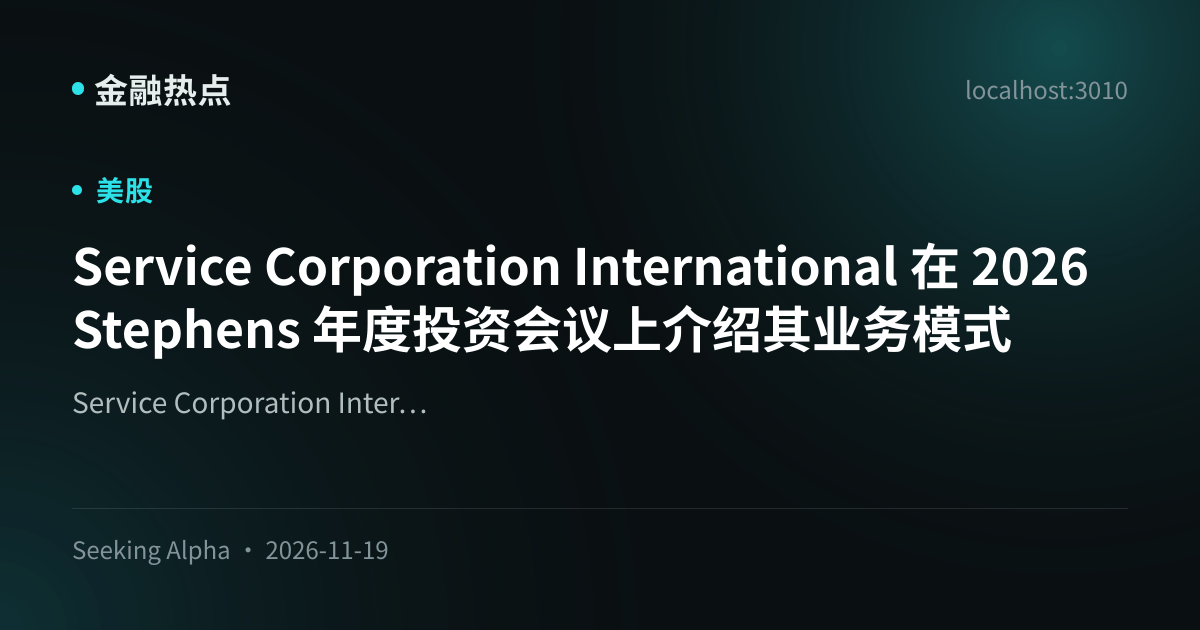 金融热点
localhost:3010
美股
Service Corporation International 在 2026
Stephens 年度投资会议上介绍其业务模式
Service Corporation Inter…
Seeking Alpha · 2026-11-19